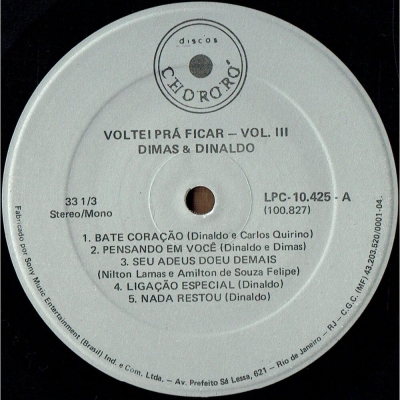 discos
CHORORÓ
VOLTEI PRÁ FICAR — VOL. III
DIMAS & DINALDO
33 1/3
Stereo/Mono
LPC-10.425 - A
(100.827)
1. BATE CORAÇÃO (Dinaldo e Carlos Quirino)
2. PENSANDO EM VOCÊ (Dinaldo e Dimas)
3. SEU ADEUS DOEU DEMAIS
(Nilton Lamas e Amilton de Souza Felipe)
4. LIGAÇÃO ESPECIAL (Dinaldo)
5. NADA RESTOU (Dinaldo)
Fabricado por Sony Music Entertainment (Brasil) Ind. e Com. Ltda. — Av. Prefeito Sá Lessa, 621 — Rio de Janeiro — RJ — C.G.C. (MF) 43.203.520/0001-04.